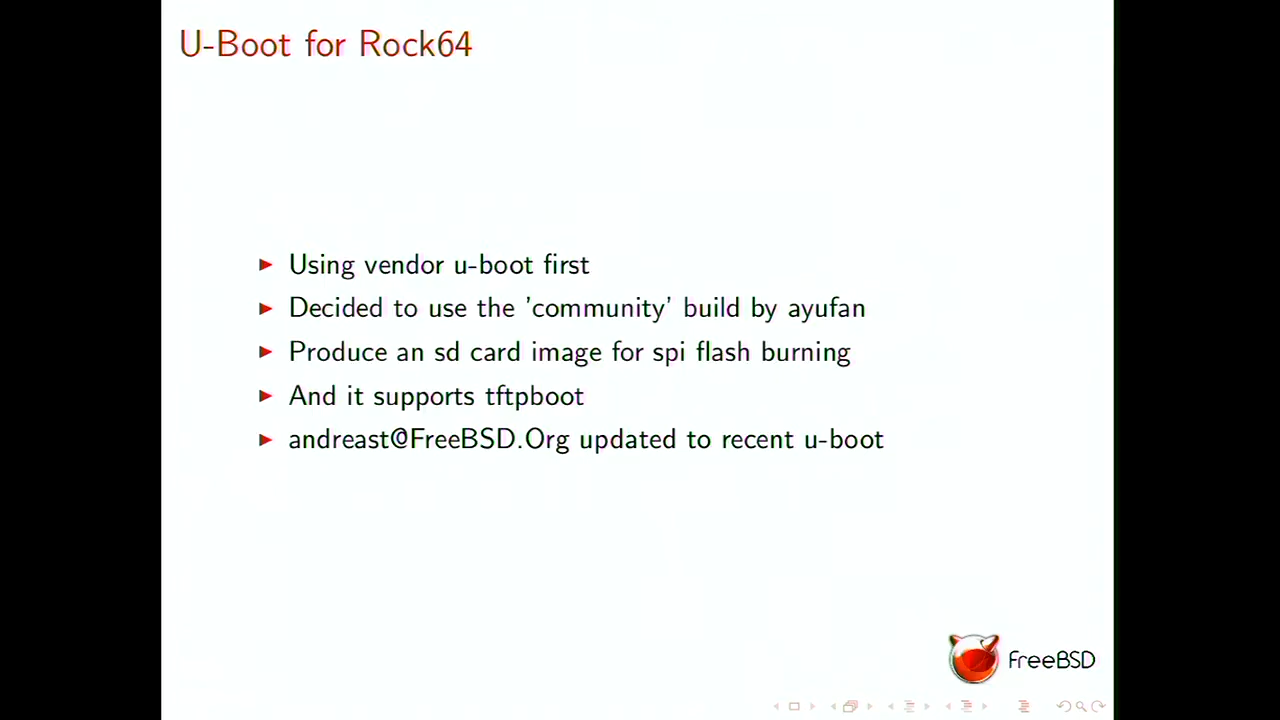 U-Boot for Rock64
Using vendor u-boot first
Decided to use the 'community' build by ayufan
Produce an sd card image for spi flash burning
And it supports tftpboot
andreast@FreeBSD.Org updated to recent u-boot
FreeBSD